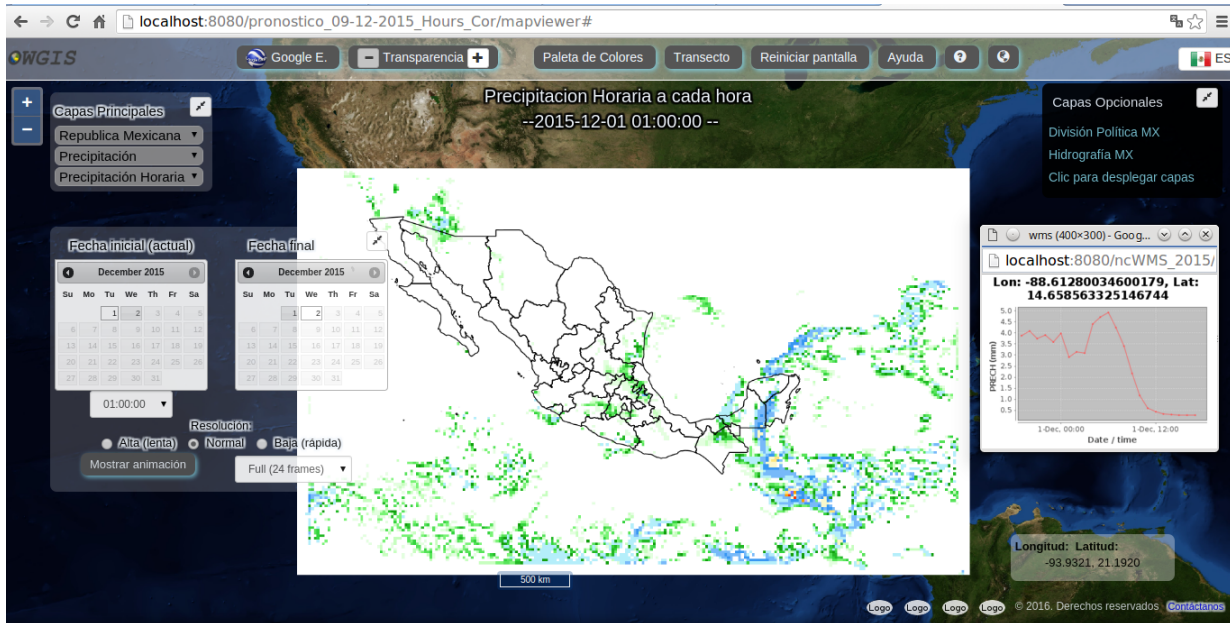 localhost:8080/pronostico_09-12-2015_Hours_Cor/mapviewer#
OWGIS
Google E.
Transparencia
Paleta de Colores
Transecto
Reiniciar pantalla
Ayuda
ES
Precipitacion Horaria a cada hora
--2015-12-01 01:00:00 --
Capas Principales
Republica Mexicana
Precipitación
Precipitación Horaria
Capas Opcionales
División Política MX
Hidrografía MX
Clic para desplegar capas
Fecha inicial (actual)
December 2015
Su Mo Tu We Th Fr Sa
1 2 3 4 5
6 7 8 9 10 11 12
13 14 15 16 17 18 19
20 21 22 23 24 25 26
27 28 29 30 31
01:00:00
Fecha final
December 2015
Su Mo Tu We Th Fr Sa
1 2 3 4 5
6 7 8 9 10 11 12
13 14 15 16 17 18 19
20 21 22 23 24 25 26
27 28 29 30 31
Resolución:
Alta (lenta) Normal Baja (rápida)
Mostrar animación
Full (24 frames)
500 km
wms (400×300) - Goog...
localhost:8080/ncWMS_2015/
Lon: -88.61280034600179, Lat:
14.658563325146744
PRECH (mm)
5.0
4.5
4.0
3.5
3.0
2.5
2.0
1.5
1.0
0.5
1-Dec, 00:00 1-Dec, 12:00
Date / time
Longitud: Latitud:
-93.9321, 21.1920
Logo Logo Logo Logo © 2016. Derechos reservados Contáctanos